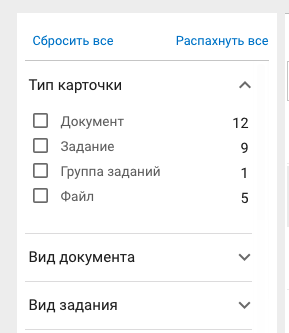 Сбросить все Распахнуть все
Тип карточки
Документ 12
Задание 9
Группа заданий 1
Файл 5
Вид документа
Вид задания